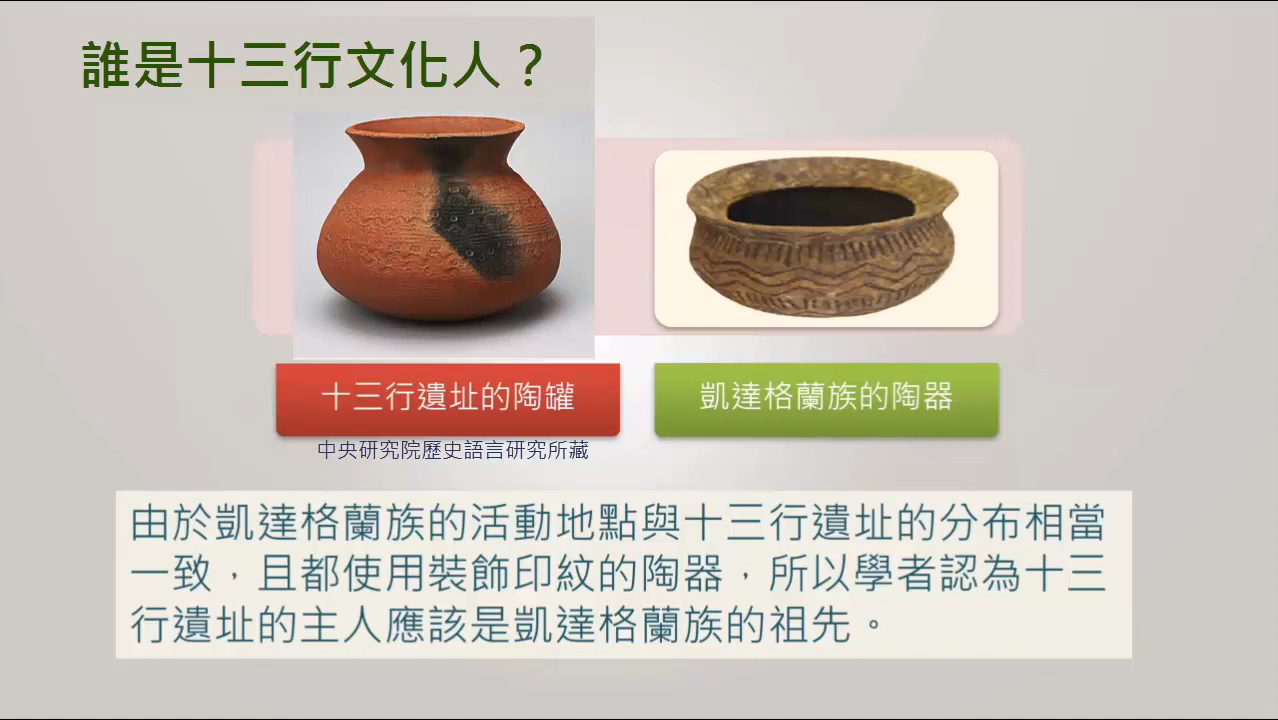 誰是十三行文化人？
十三行遺址的陶罐
凱達格蘭族的陶器
中央研究院歷史語言研究所藏
由於凱達格蘭族的活動地點與十三行遺址的分布相當
一致，且都使用裝飾印紋的陶器，所以學者認為十三
行遺址的主人應該是凱達格蘭族的祖先。